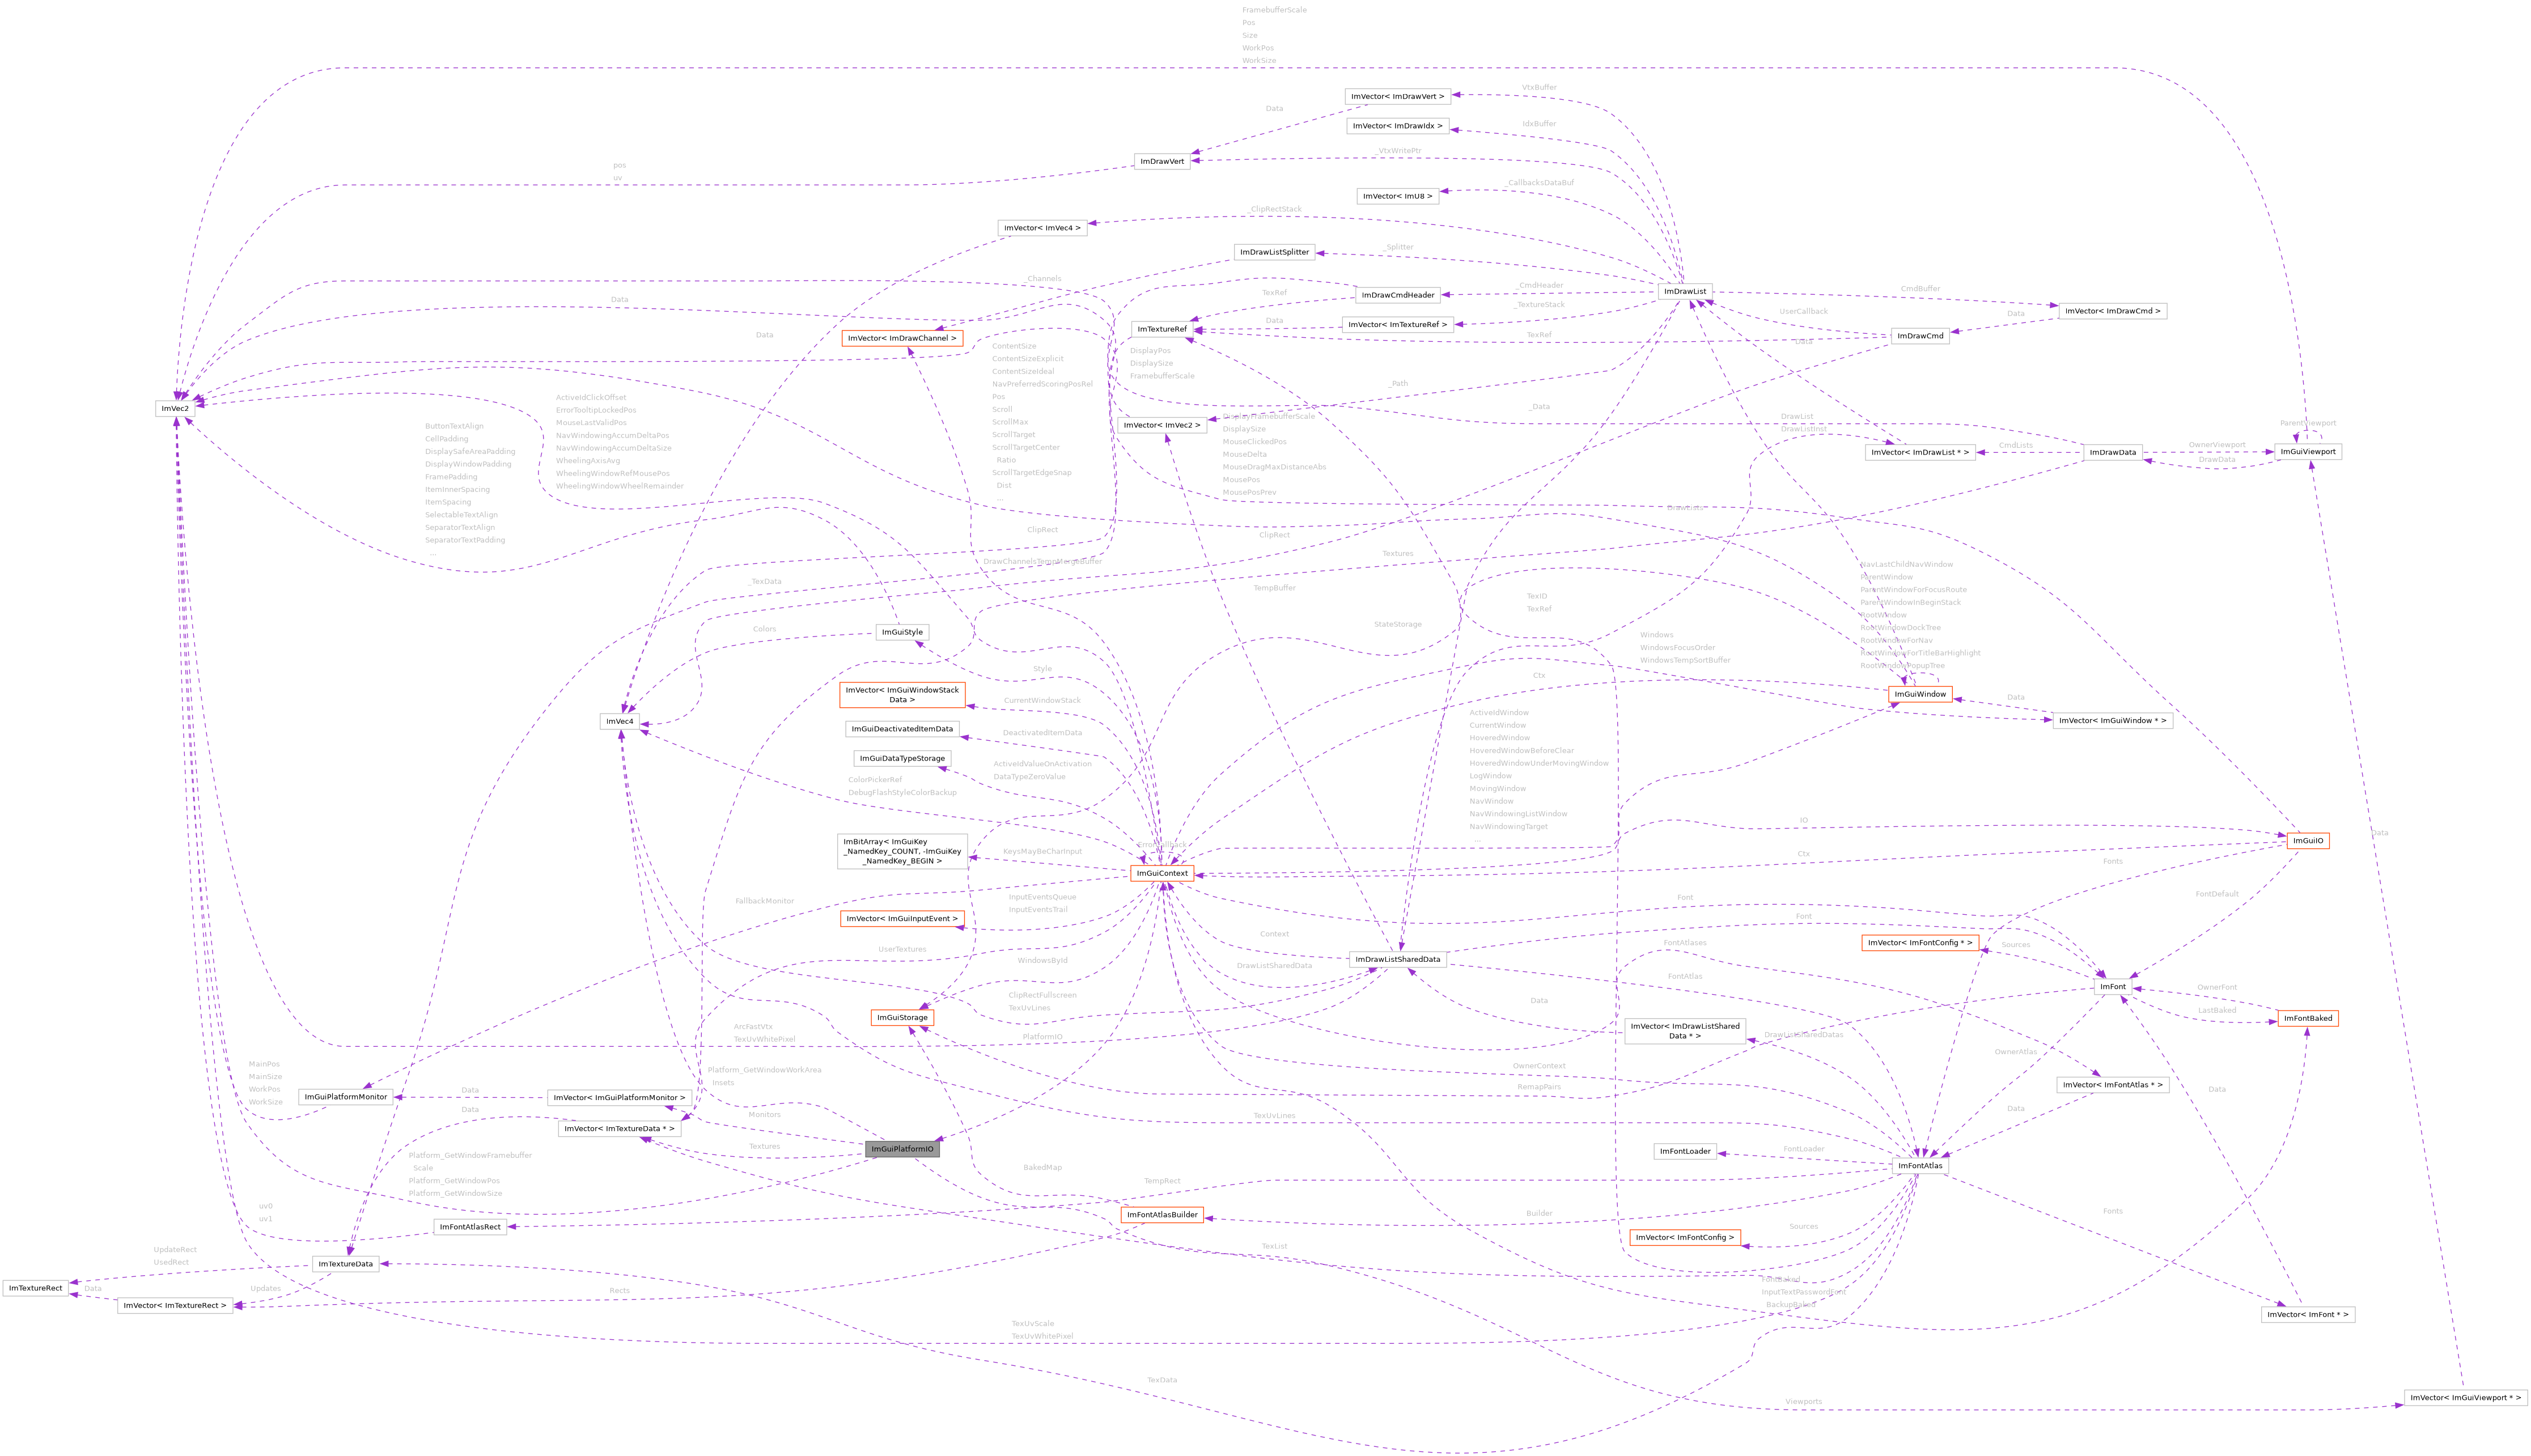 FramebufferScale
Pos
Size
WorkPos
WorkSize
VtxBuffer
ImVector< ImDrawVert >
Data
IdxBuffer
ImVector< ImDrawIdx >
_VtxWritePtr
ImDrawVert
pos
uv
_CallbacksDataBuf
ImVector< ImU8 >
_ClipRectStack
ImVector< ImVec4 >
_Splitter
ImDrawListSplitter
_Channels
_CmdHeader
ImDrawCmdHeader
ImDrawList
CmdBuffer
Data
TexRef
_TextureStack
UserCallback
ImVector< ImDrawCmd >
Data
Data
ImVector< ImTextureRef >
ImTextureRef
TexRef
ImDrawCmd
Data
ImVector< ImDrawChannel >
Data
ContentSize
ContentSizeExplicit
ContentSizeIdeal
NavPreferredScoringPosRel
Pos
Scroll
ScrollMax
ScrollTarget
ScrollTargetCenter
Ratio
ScrollTargetEdgeSnap
Dist
...
DisplayPos
DisplaySize
FramebufferScale
_Path
_Data
ImVec2
ActiveIdClickOffset
ErrorTooltipLockedPos
MouseLastValidPos
NavWindowingAccumDeltaPos
NavWindowingAccumDeltaSize
WheelingAxisAvg
WheelingWindowRefMousePos
WheelingWindowWheelRemainder
ButtonTextAlign
CellPadding
DisplaySafeAreaPadding
DisplayWindowPadding
FramePadding
ItemInnerSpacing
ItemSpacing
SelectableTextAlign
SeparatorTextAlign
SeparatorTextPadding
...
ImVector< ImVec2 >
DisplayFramebufferScale
DisplaySize
MouseClickedPos
MouseDelta
MouseDragMaxDistanceAbs
MousePos
MousePosPrev
DrawList
DrawListInst
ParentViewport
ImVector< ImDrawList * >
CmdLists
ImDrawData
OwnerViewport
DrawData
ImGuiViewport
DrawLists
ClipRect
ClipRect
Textures
DrawChannelsTempMergeBuffer
_TexData
TempBuffer
TexID
TexRef
NavLastChildNavWindow
ParentWindow
ParentWindowForFocusRoute
ParentWindowInBeginStack
RootWindow
RootWindowDockTree
RootWindowForNav
RootWindowForTitleBarHighlight
RootWindowPopupTree
StateStorage
Colors
ImGuiStyle
Style
Windows
WindowsFocusOrder
WindowsTempSortBuffer
Ctx
ImGuiWindow
Data
ImVector< ImGuiWindow * >
ImVector< ImGuiWindowStack
Data >
CurrentWindowStack
ImVec4
ImGuiDeactivatedItemData
DeactivatedItemData
ImGuiDataTypeStorage
ActiveIdValueOnActivation
DataTypeZeroValue
ColorPickerRef
DebugFlashStyleColorBackup
ActiveIdWindow
CurrentWindow
HoveredWindow
HoveredWindowBeforeClear
HoveredWindowUnderMovingWindow
LogWindow
MovingWindow
NavWindow
NavWindowingListWindow
NavWindowingTarget
...
IO
Data
ImBitArray< ImGuiKey
_NamedKey_COUNT, -ImGuiKey
_NamedKey_BEGIN >
KeysMayBeCharInput
ErrorCallback
ImGuiContext
Ctx
ImGuiIO
Fonts
FallbackMonitor
InputEventsQueue
InputEventsTrail
ImVector< ImGuiInputEvent >
Font
FontDefault
Font
Context
UserTextures
WindowsById
DrawListSharedData
ImDrawListSharedData
FontAtlases
ImVector< ImFontConfig * >
Sources
FontAtlas
ImFont
OwnerFont
LastBaked
ImFontBaked
ClipRectFullscreen
TexUvLines
Data
ImGuiStorage
ArcFastVtx
TexUvWhitePixel
PlatformIO
ImVector< ImDrawListShared
Data * >
DrawListSharedDatas
OwnerAtlas
MainPos
MainSize
WorkPos
WorkSize
ImGuiPlatformMonitor
Data
ImVector< ImGuiPlatformMonitor >
Platform_GetWindowWorkArea
Insets
OwnerContext
RemapPairs
ImVector< ImFontAtlas * >
Data
Data
Data
Monitors
ImVector< ImTextureData * >
TexUvLines
Textures
ImGuiPlatformIO
ImFontLoader
FontLoader
ImFontAtlas
Platform_GetWindowFramebuffer
Scale
Platform_GetWindowPos
Platform_GetWindowSize
BakedMap
TempRect
uv0
uv1
ImFontAtlasRect
ImFontAtlasBuilder
Builder
Fonts
Sources
ImVector< ImFontConfig >
TexList
UpdateRect
UsedRect
ImTextureData
ImTextureRect
Data
Updates
ImVector< ImTextureRect >
Rects
FontBaked
InputTextPasswordFont
BackupBaked
ImVector< ImFont * >
TexUvScale
TexUvWhitePixel
TexData
Viewports
ImVector< ImGuiViewport * >